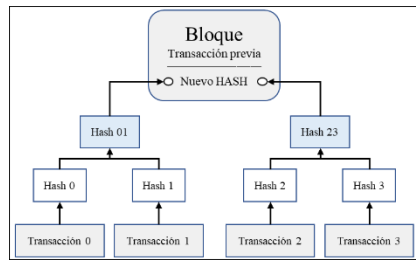 Bloque
Transacción previa
Nuevo HASH
Hash 01
Hash 23
Hash 0
Hash 1
Hash 2
Hash 3
Transacción 0
Transacción 1
Transacción 2
Transacción 3